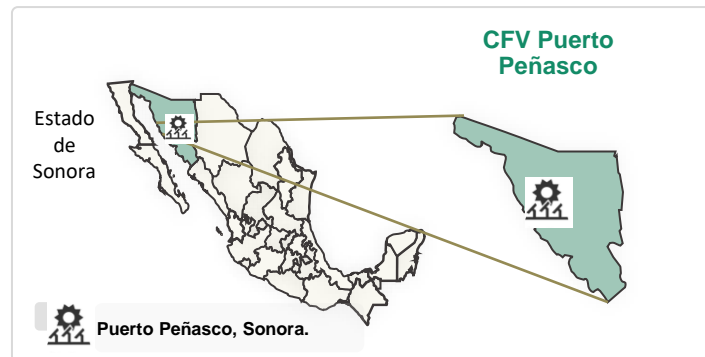 CFV Puerto
Peñasco
Estado
de
Sonora
Puerto Peñasco, Sonora.